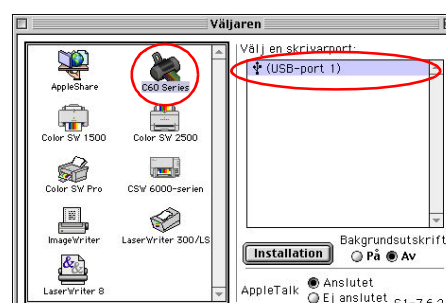 Väljaren
AppleShare
C60 Series
Color SW 1500
Color SW 2500
Color SW Pro
CSW 6000-serien
ImageWriter
LaserWriter 300/LS
LaserWriter 8
Välj en skrivarport:
(USB-port 1)
Bakgrundsutskrift
Installation
På Av
AppleTalk
Anslutet
Ej anslutet